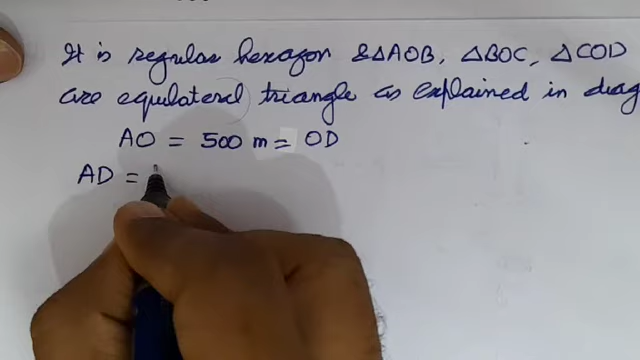 It is regular hexagon & ΔAOB, ΔBOC, ΔCOD
are equilateral triangle as explained in diag
AO = 500 m = OD
AD =